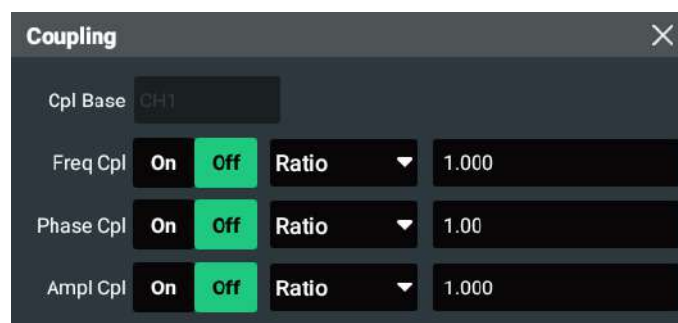 Coupling
Cpl Base CH1
Freq Cpl On Off Ratio 1.000
Phase Cpl On Off Ratio 1.00
Ampl Cpl On Off Ratio 1.000